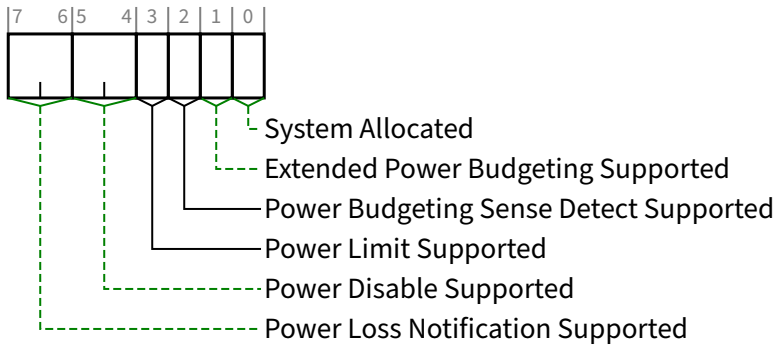 7 6 5 4 3 2 1 0
System Allocated
Extended Power Budgeting Supported
Power Budgeting Sense Detect Supported
Power Limit Supported
Power Disable Supported
Power Loss Notification Supported